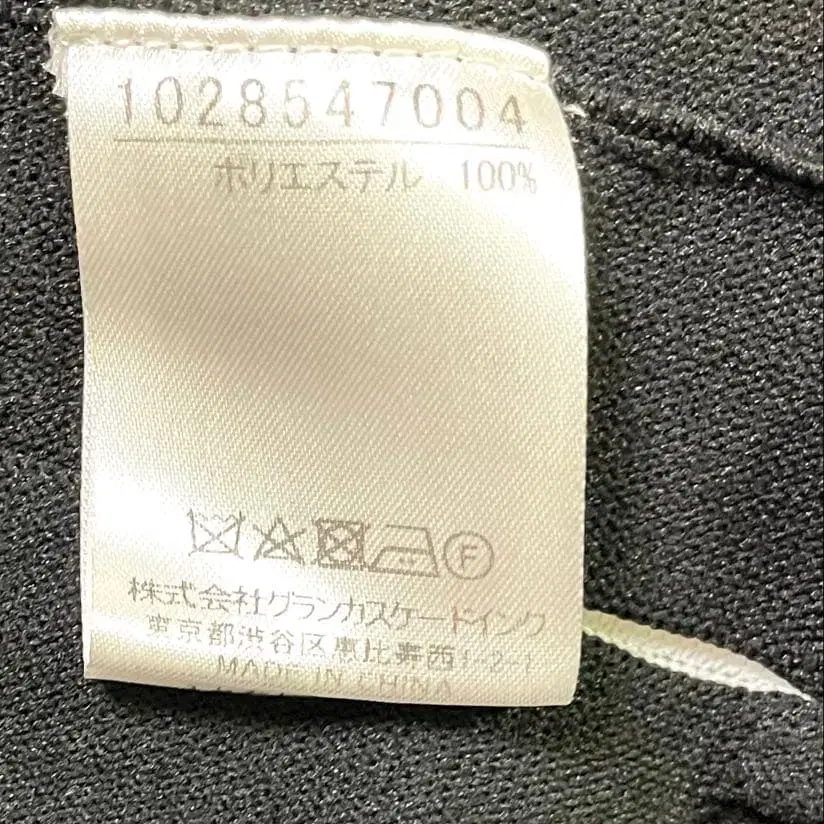 1028547004
ポリエステル 100%
F
株式会社グランカスケードインク
東京都渋谷区恵比寿西1-2-1
MADE IN CHINA